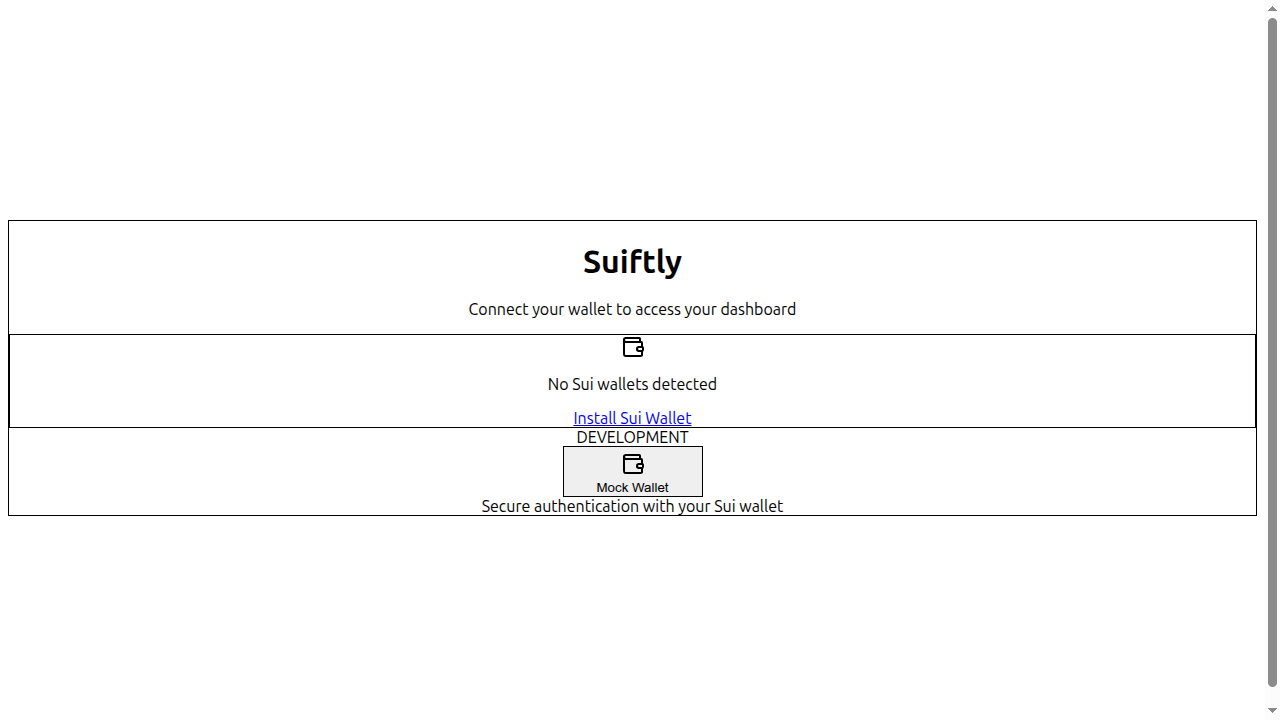 Suiftly
Connect your wallet to access your dashboard
No Sui wallets detected
Install Sui Wallet
DEVELOPMENT
Mock Wallet
Secure authentication with your Sui wallet